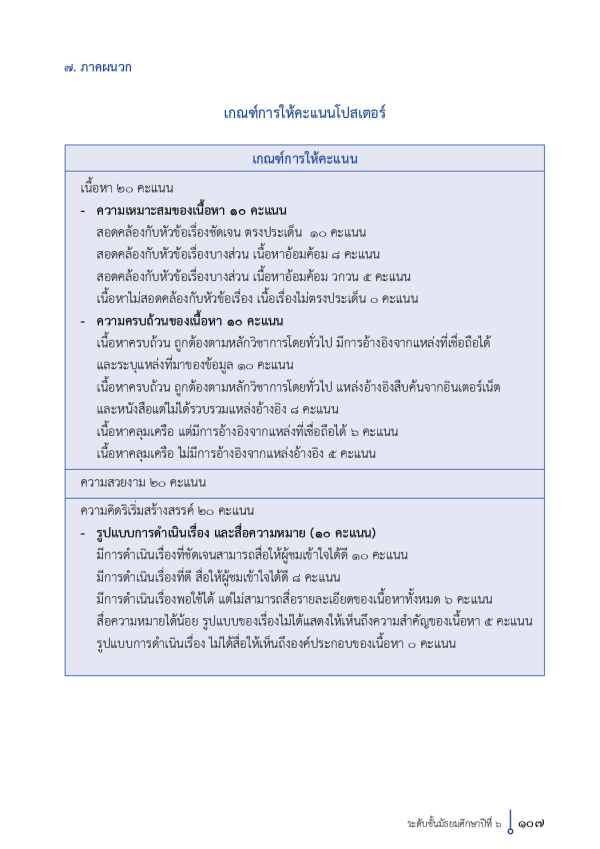 ๗. ภาคผนวก
เกณฑ์การให้คะแนนโปสเตอร์
เกณฑ์การให้คะแนน
เนื้อหา ๒๐ คะแนน
- ความเหมาะสมของเนื้อหา ๑๐ คะแนน
สอดคล้องกับหัวข้อเรื่องชัดเจน ตรงประเด็น ๑๐ คะแนน
สอดคล้องกับหัวข้อเรื่องบางส่วน เนื้อหาอ้อมค้อม ๘ คะแนน
สอดคล้องกับหัวข้อเรื่องบางส่วน เนื้อหาอ้อมค้อม วกวน ๕ คะแนน
เนื้อหาไม่สอดคล้องกับหัวข้อเรื่อง เนื้อเรื่องไม่ตรงประเด็น ๐ คะแนน
- ความครบถ้วนของเนื้อหา ๑๐ คะแนน
เนื้อหาครบถ้วน ถูกต้องตามหลักวิชาการโดยทั่วไป มีการอ้างอิงจากแหล่งที่เชื่อถือได้
และระบุแหล่งที่มาของข้อมูล ๑๐ คะแนน
เนื้อหาครบถ้วน ถูกต้องตามหลักวิชาการโดยทั่วไป แหล่งอ้างอิงสืบค้นจากอินเตอร์เน็ต
และหนังสือแต่ไม่ได้รวบรวมแหล่งอ้างอิง ๘ คะแนน
เนื้อหาคลุมเครือ แต่มีการอ้างอิงจากแหล่งที่เชื่อถือได้ ๖ คะแนน
เนื้อหาคลุมเครือ ไม่มีการอ้างอิงจากแหล่งอ้างอิง ๕ คะแนน
ความสวยงาม ๒๐ คะแนน
ความคิดริเริ่มสร้างสรรค์ ๒๐ คะแนน
- รูปแบบการดำเนินเรื่อง และสื่อความหมาย (๑๐ คะแนน)
มีการดำเนินเรื่องที่ชัดเจนสามารถสื่อให้ผู้ชมเข้าใจได้ดี ๑๐ คะแนน
มีการดำเนินเรื่องที่ดี สื่อให้ผู้ชมเข้าใจได้ดี ๘ คะแนน
มีการดำเนินเรื่องพอใช้ได้ แต่ไม่สามารถสื่อรายละเอียดของเนื้อหาทั้งหมด ๖ คะแนน
สื่อความหมายได้น้อย รูปแบบของเรื่องไม่ได้แสดงให้เห็นถึงความสำคัญของเนื้อหา ๕ คะแนน
รูปแบบการดำเนินเรื่อง ไม่ได้สื่อให้เห็นถึงองค์ประกอบของเนื้อหา ๐ คะแนน
ระดับชั้นมัธยมศึกษาปีที่ ๖ ๑๐๗